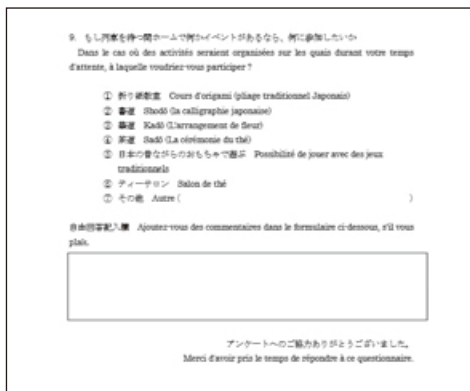 9. もし列車を待つ間ホームで何かイベントがあるなら、何に参加したいか
Dans le cas où des activités seraient organisées sur les quais durant votre temps
d'attente, à laquelle voudriez-vous participer ?
① 折り紙教室 Cours d'origami (pliage traditionnel Japonais)
② 書道 Shodô (la calligraphie japonaise)
③ 華道 Kadô (L'arrangement de fleur)
④ 茶道 Sadô (La cérémonie du thé)
⑤ 日本の昔ながらのおもちゃで遊ぶ Possibilité de jouer avec des jeux
traditionnels
⑥ ティーサロン Salon de thé
⑦ その他 Autre ( )
自由回答記入欄 Ajoutez-vous des commentaires dans le formulaire ci-dessous, s'il vous
plaît.
アンケートへのご協力ありがとうございました。
Merci d'avoir pris le temps de répondre à ce questionnaire.